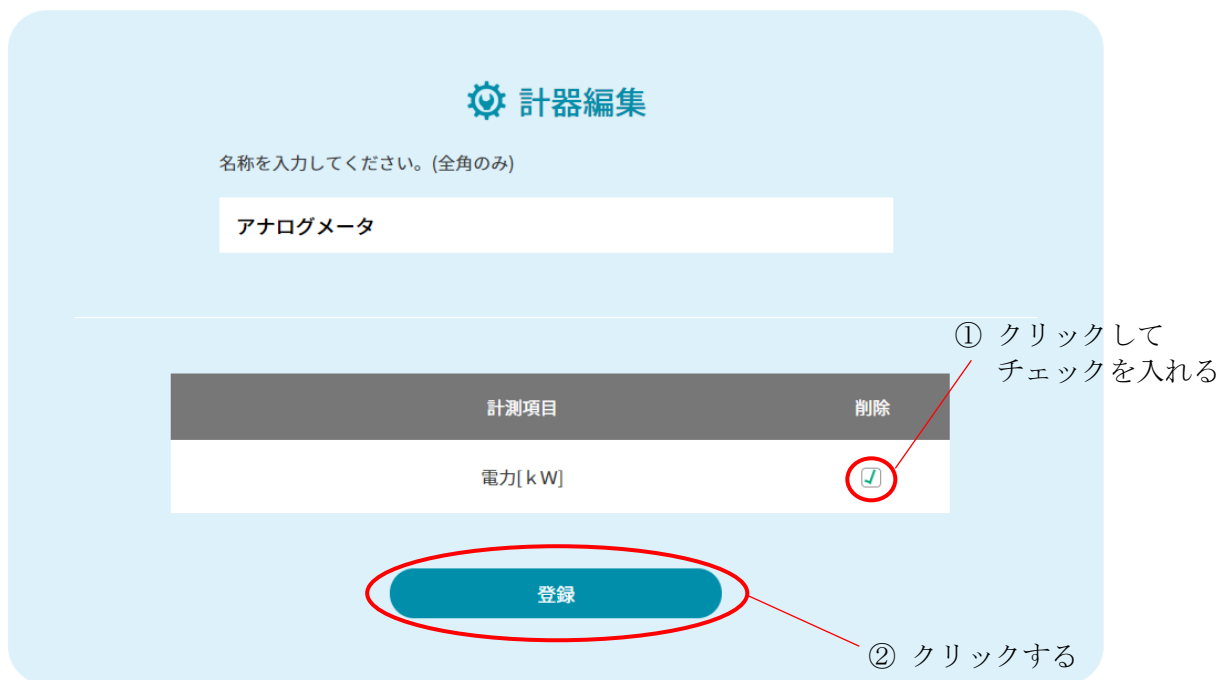 計器編集
名称を入力してください。(全角のみ)
アナログメータ
① クリックして
チェックを入れる
計測項目 削除
電力[ｋW]
登録
② クリックする